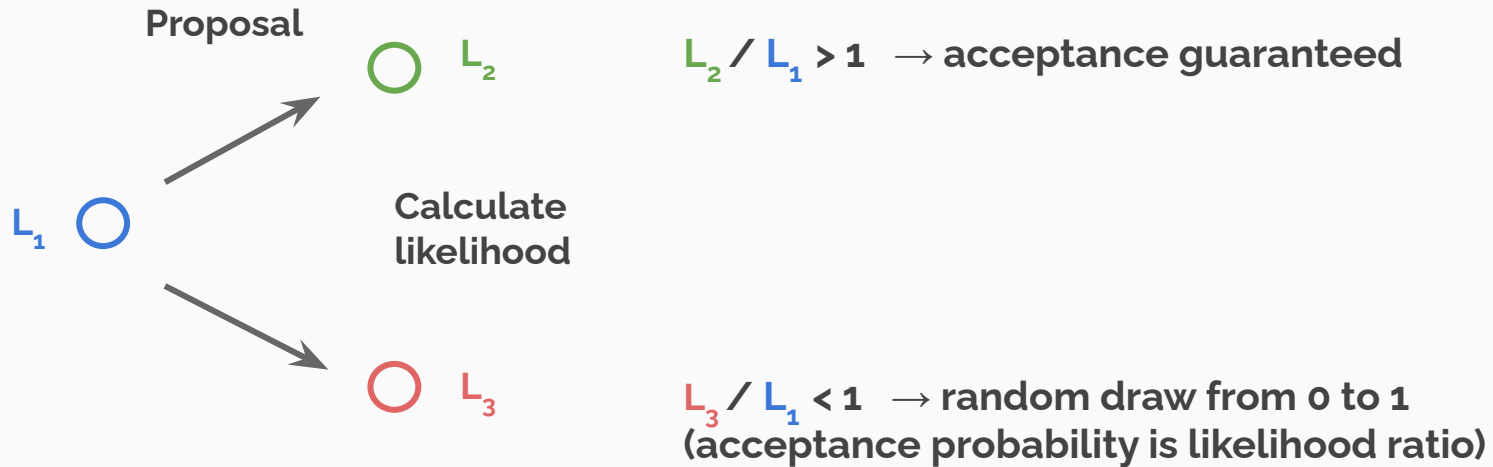 Proposal
L₂
L₂ / L₁ > 1 → acceptance guaranteed
L₁
Calculate
likelihood
L₃
L₃ / L₁ < 1 → random draw from 0 to 1
(acceptance probability is likelihood ratio)